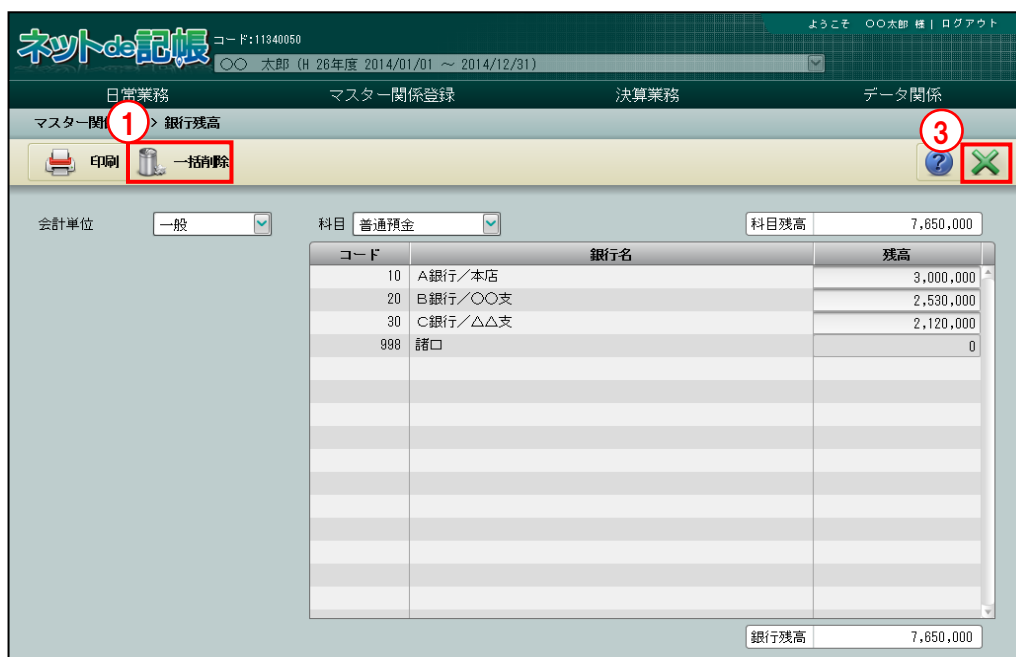 ようこそ 〇〇太郎 様 | ログアウト
ネットde記帳 コード:11340050
〇〇 太郎 (H 26年度 2014/01/01 ～ 2014/12/31)
日常業務 マスター関係登録 決算業務 データ関係
マスター関 1 > 銀行残高 3
印刷 一括削除 ?
会計単位 一般 科目 普通預金 科目残高 7,650,000
コード 銀行名 残高
10 A銀行／本店 3,000,000
20 B銀行／〇〇支 2,530,000
30 C銀行／△△支 2,120,000
998 諸口 0
銀行残高 7,650,000